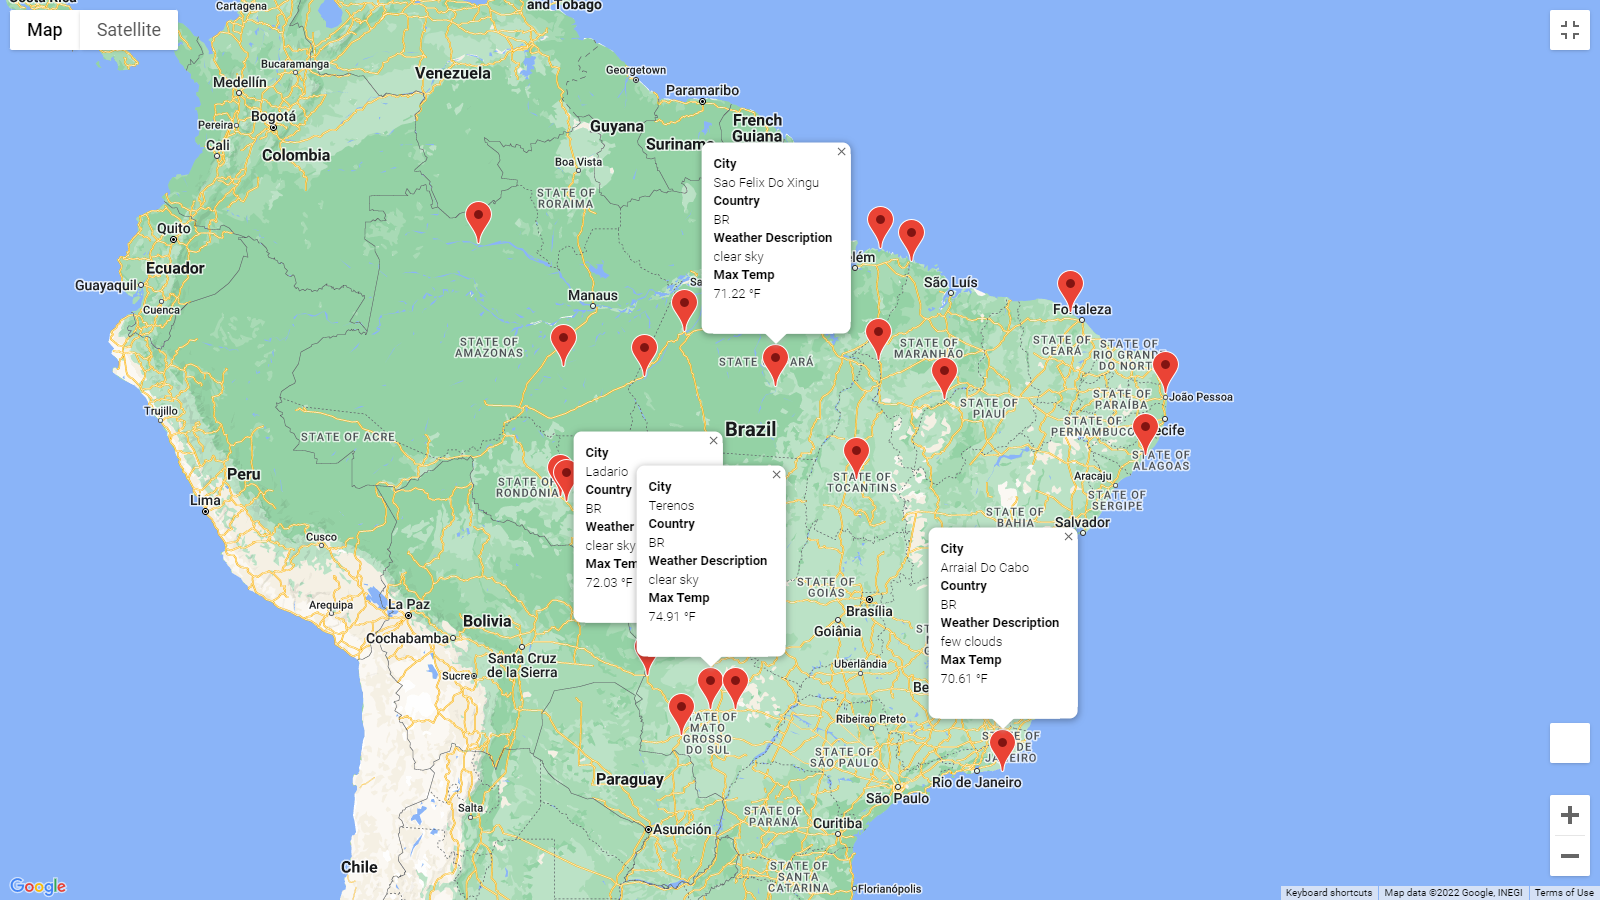 Costa Rica
Cartagena
and Tobago
Map
Satellite
Bucaramanga
Venezuela
Georgetown
Medellín
Paramaribo
Bogotá
Pereira
French
Guiana
Guyana
Cali
Suriname
Colombia
Boa Vista
STATE OF
RORAIMA
City
Sao Felix Do Xingu
Country
BR
Weather Description
clear sky
Max Temp
71.22 °F
Quito
Ecuador
Guayaquil
Cuenca
Manaus
Sa
elém
São Luís
Fortaleza
STATE OF
AMAZONAS
STATE
ARÁ
STATE OF
MARANHÃO
STATE OF
CEARÁ
STATE OF
RIO GRAND
DO NORT
STATE OF
PARAÍBA
João Pessoa
STATE OF
PIAUÍ
Trujillo
STATE OF ACRE
Brazil
STATE OF
PERNAMBUCO
ecife
STATE OF
ALAGOAS
Peru
STATE OF
RONDÔNIA
STATE OF
TOCANTINS
Aracaju
STATE OF
SERGIPE
Lima
STATE OF
BAHIA
Salvador
Cusco
City
Ladario
Country
BR
Weather
clear sky
Max Tem
72.03 °F
City
Terenos
Country
BR
Weather Description
clear sky
Max Temp
74.91 °F
City
Arraial Do Cabo
Country
BR
Weather Description
few clouds
Max Temp
70.61 °F
STATE OF
GOIÁS
Brasília
Goiânia
Arequipa
La Paz
Bolivia
Cochabamba
Santa Cruz
de la Sierra
Sucre
Uberlândia
Be
Ribeirao Preto
STATE OF
MATO
GROSSO
DO SUL
STATE OF
DE
JANEIRO
STATE OF
SÃO PAULO
Rio de Janeiro
Paraguay
São Paulo
Salta
STATE OF
PARANÁ
Curitiba
Asunción
Chile
STATE OF
SANTA
CATARINA
Florianópolis
Google
Keyboard shortcuts
Map data ©2022 Google, INEGI
Terms of Use